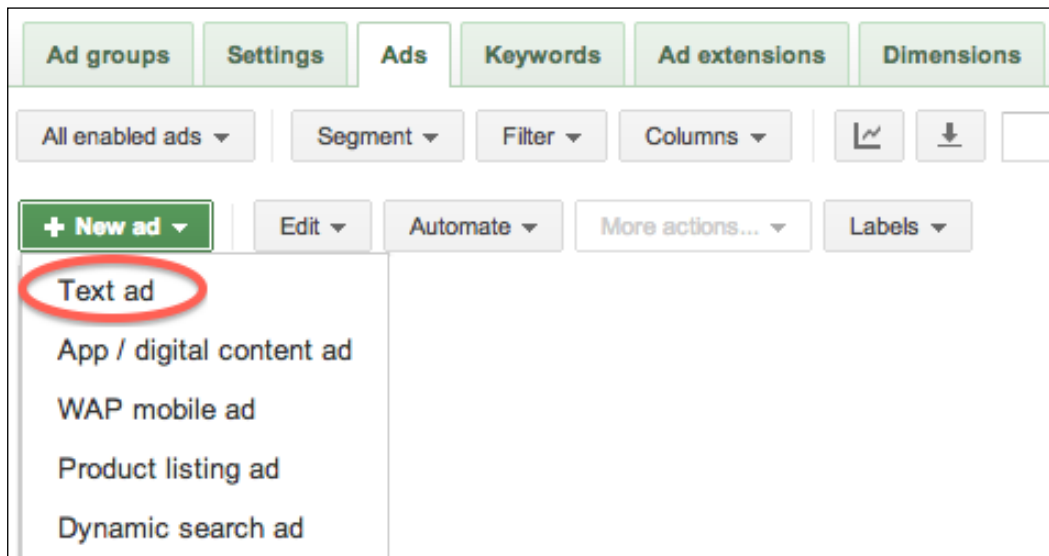 Ad groups Settings Ads Keywords Ad extensions Dimensions
All enabled ads Segment Filter Columns
+ New ad Edit Automate More actions... Labels
Text ad
App / digital content ad
WAP mobile ad
Product listing ad
Dynamic search ad